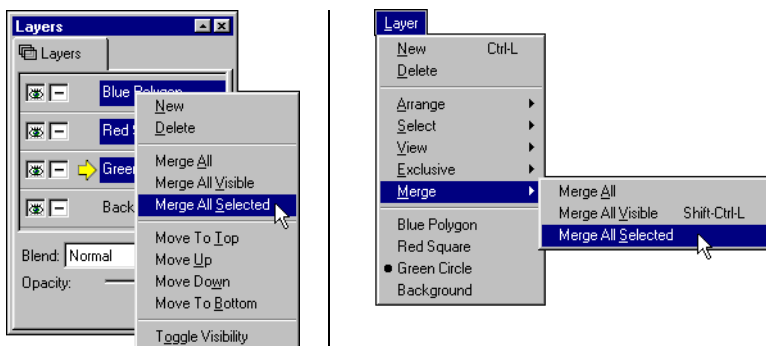 Layers
Layers
Blue Polygon
Red
Green
Back
Blend: Normal
Opacity:
New
Delete
Merge All
Merge All Visible
Merge All Selected
Move To Top
Move Up
Move Down
Move To Bottom
Toggle Visibility
Layer
New Ctrl-L
Delete
Arrange
Select
View
Exclusive
Merge
Blue Polygon
Red Square
Green Circle
Background
Merge All
Merge All Visible Shift-Ctrl-L
Merge All Selected